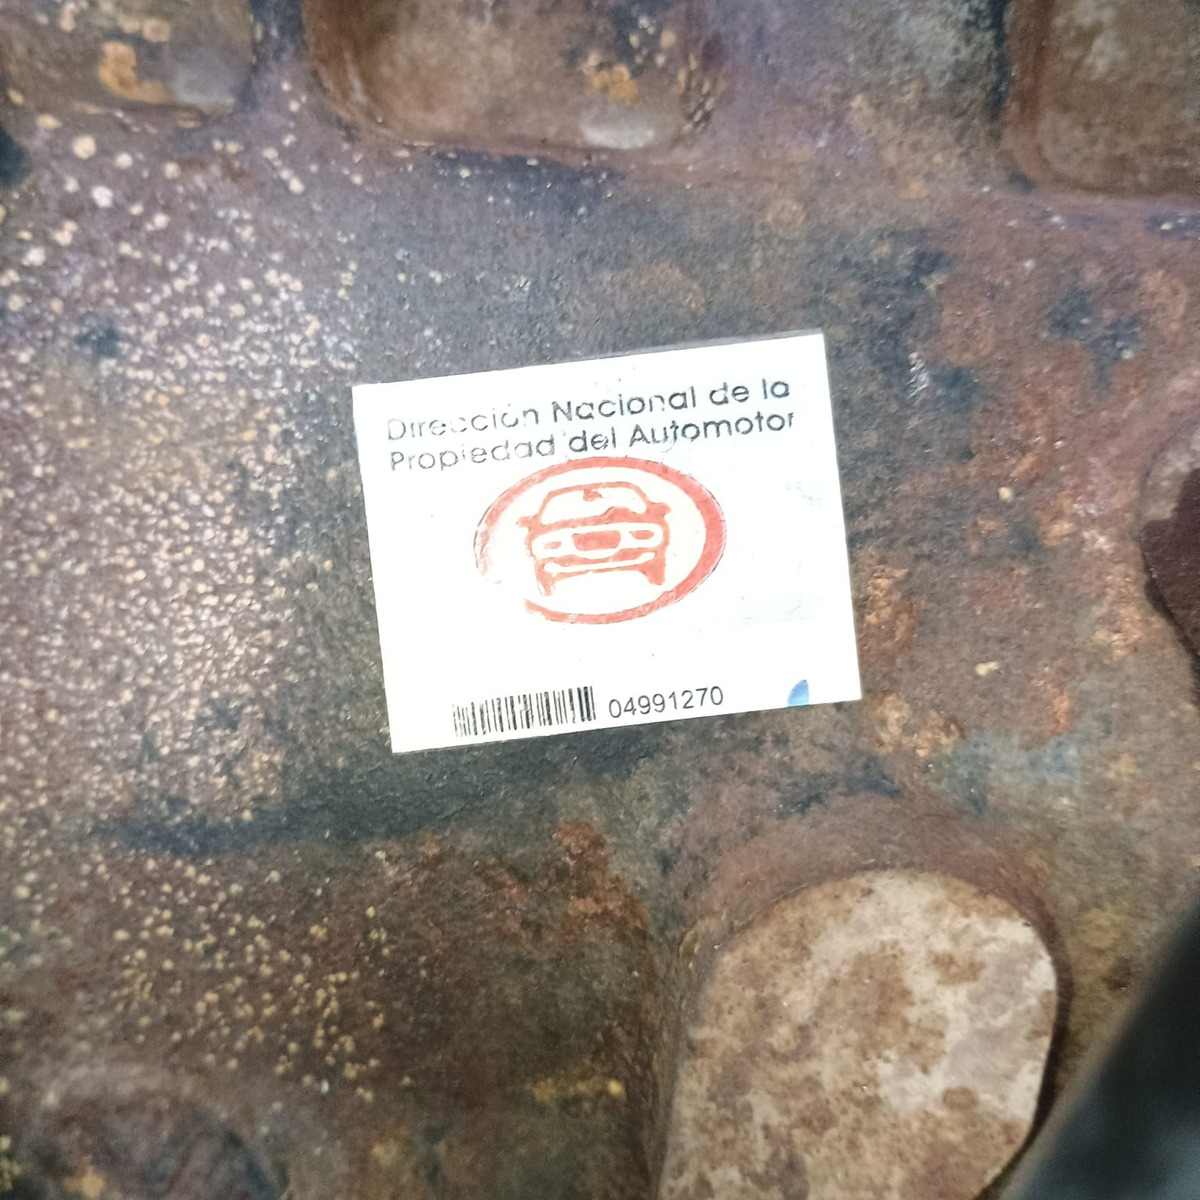 Dirección Nacional de la
Propiedad del Automotor
04991270